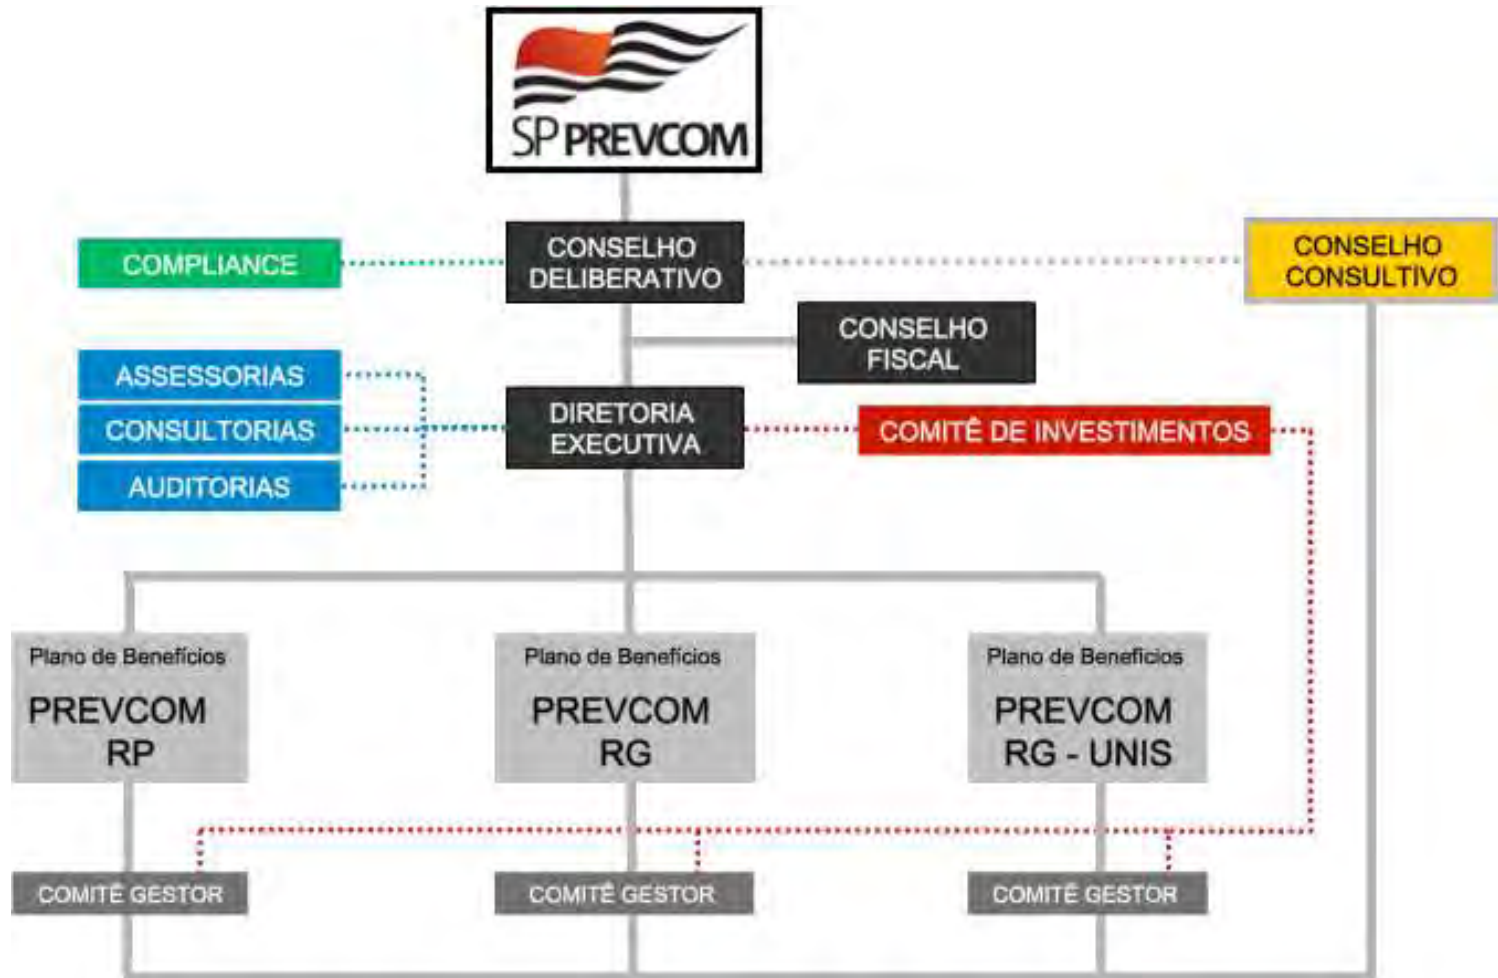 SP PREVCOM
CONSELHO
DELIBERATIVO
COMPLIANCE
CONSELHO
CONSULTIVO
CONSELHO
FISCAL
ASSESSORIAS
CONSULTORIAS
AUDITORIAS
DIRETORIA
EXECUTIVA
COMITÊ DE INVESTIMENTOS
Plano de Benefícios
PREVCOM
RP
Plano de Benefícios
PREVCOM
RG
Plano de Benefícios
PREVCOM
RG - UNIS
COMITÊ GESTOR
COMITÊ GESTOR
COMITÊ GESTOR